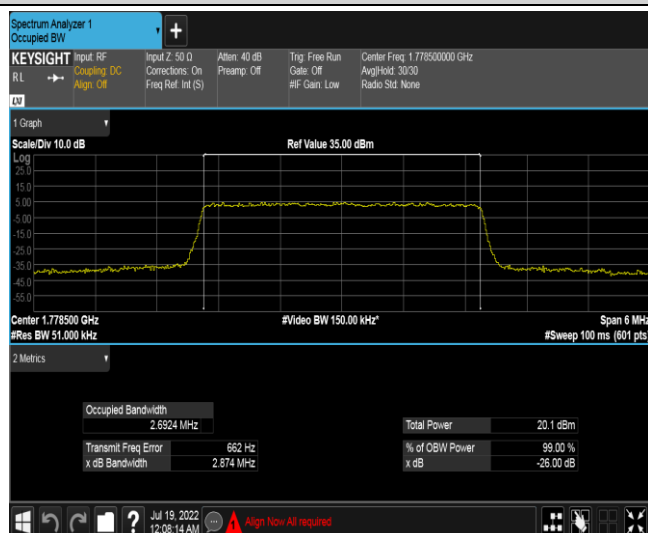 Spectrum Analyzer 1
Occupied BW
KEYSIGHT Input: RF Input Z: 50 Ω Atten: 40 dB Trig: Free Run Center Freq: 1.778500000 GHz
RL Coupling: DC Corrections: On Preamp: Off Gate: Off Avg|Hold: 30/30
Align: Off Freq Ref: Int (S) #IF Gain: Low Radio Std: None
LXI
1 Graph
Scale/Div 10.0 dB Ref Value 35.00 dBm
Log
25.0
15.0
5.00
-5.00
-15.0
-25.0
-35.0
-45.0
-55.0
Center 1.778500 GHz #Video BW 150.00 kHz* Span 6 MHz
#Res BW 51.000 kHz #Sweep 100 ms (601 pts)
2 Metrics
Occupied Bandwidth
2.6924 MHz Total Power 20.1 dBm
Transmit Freq Error 662 Hz % of OBW Power 99.00 %
x dB Bandwidth 2.874 MHz x dB -26.00 dB
Jul 19, 2022
12:08:14 AM
1 Align Now All required